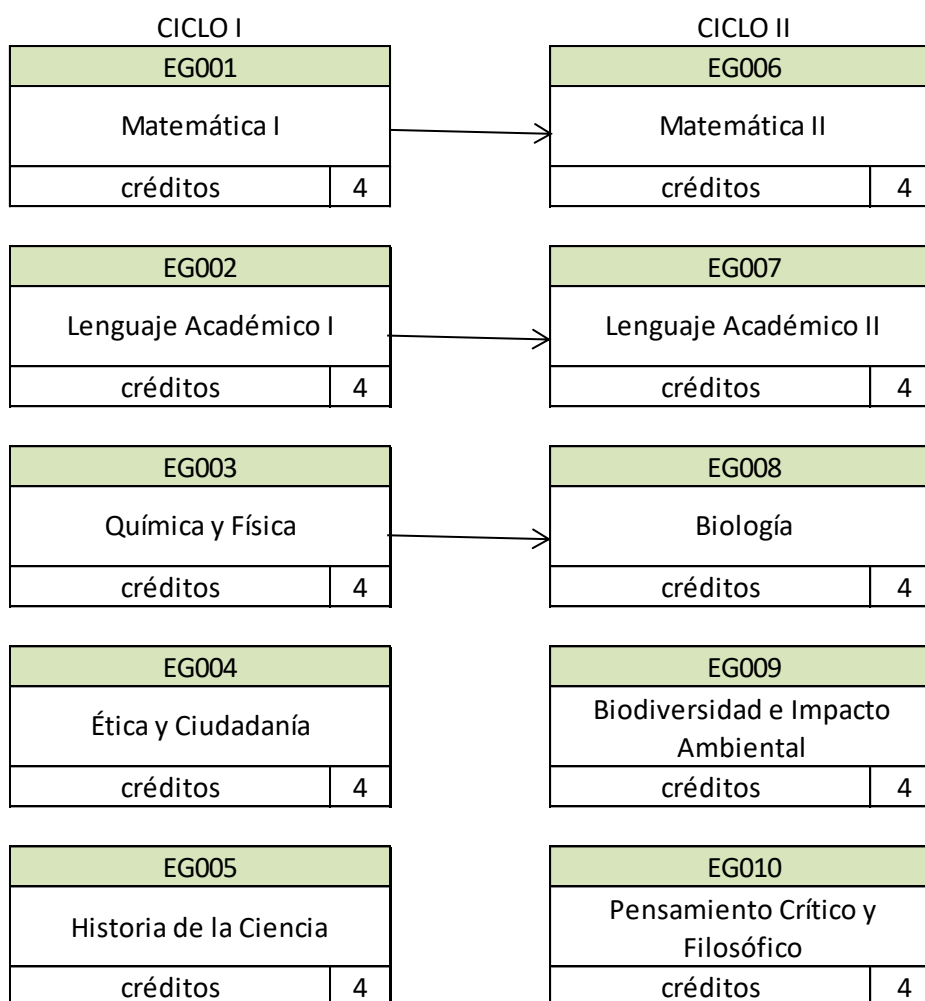 CICLO I
EG001
Matemática I
créditos 4
EG002
Lenguaje Académico I
créditos 4
EG003
Química y Física
créditos 4
EG004
Ética y Ciudadanía
créditos 4
EG005
Historia de la Ciencia
créditos 4
CICLO II
EG006
Matemática II
créditos 4
EG007
Lenguaje Académico II
créditos 4
EG008
Biología
créditos 4
EG009
Biodiversidad e Impacto
Ambiental
créditos 4
EG010
Pensamiento Crítico y
Filosófico
créditos 4